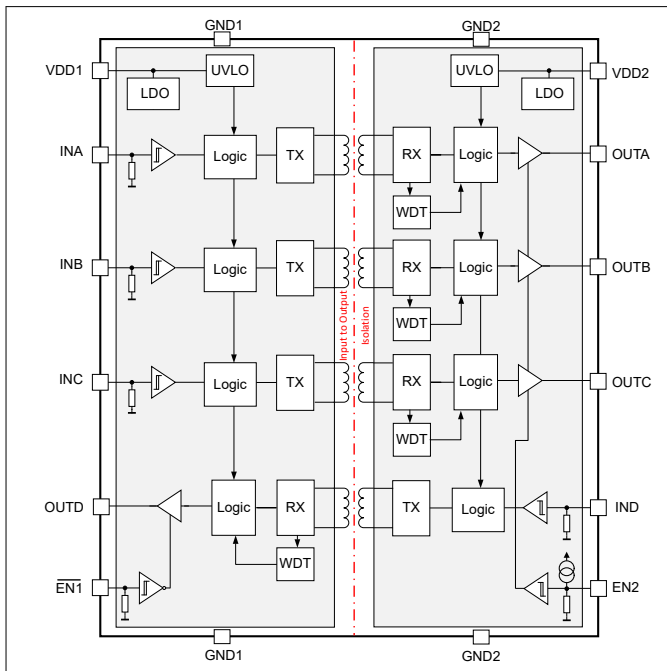 GND1 GND2
VDD1 UVLO UVLO VDD2
LDO LDO
INA Logic TX RX Logic OUTA
WDT
INB Logic TX RX Logic OUTB
WDT
Input to Output
Isolation
INC Logic TX RX Logic OUTC
WDT
OUTD Logic RX TX Logic IND
WDT
EN1 EN2
GND1 GND2